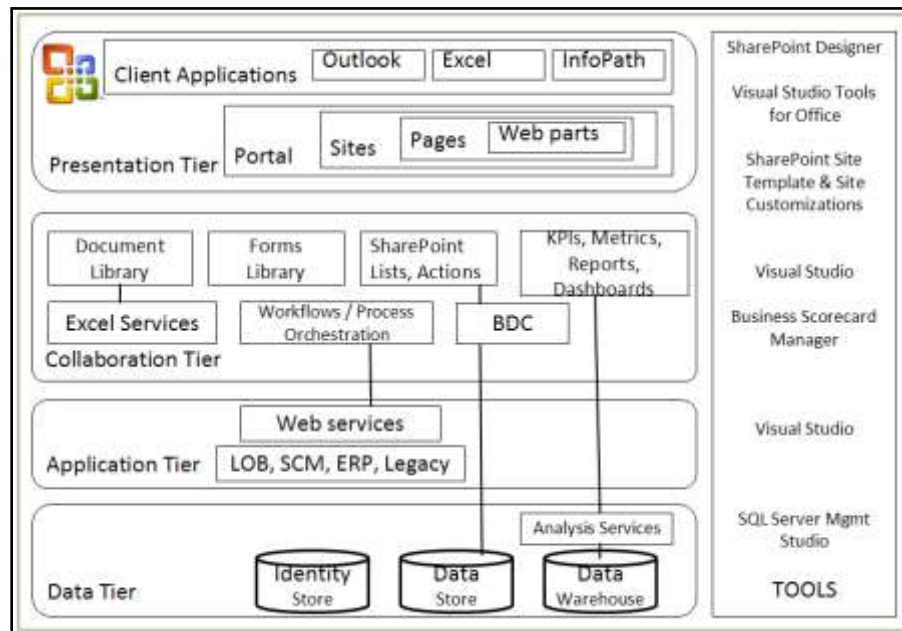 Client Applications
Outlook
Excel
InfoPath
Presentation Tier
Portal
Sites
Pages
Web parts
Document
Library
Forms
Library
SharePoint
Lists, Actions
KPIs, Metrics,
Reports,
Dashboards
Excel Services
Workflows / Process
Orchestration
BDC
Collaboration Tier
Web services
Application Tier
LOB, SCM, ERP, Legacy
Analysis Services
Data Tier
Identity
Store
Data
Store
Data
Warehouse
SharePoint Designer
Visual Studio Tools
for Office
SharePoint Site
Template & Site
Customizations
Visual Studio
Business Scorecard
Manager
Visual Studio
SQL Server Mgmt
Studio
TOOLS